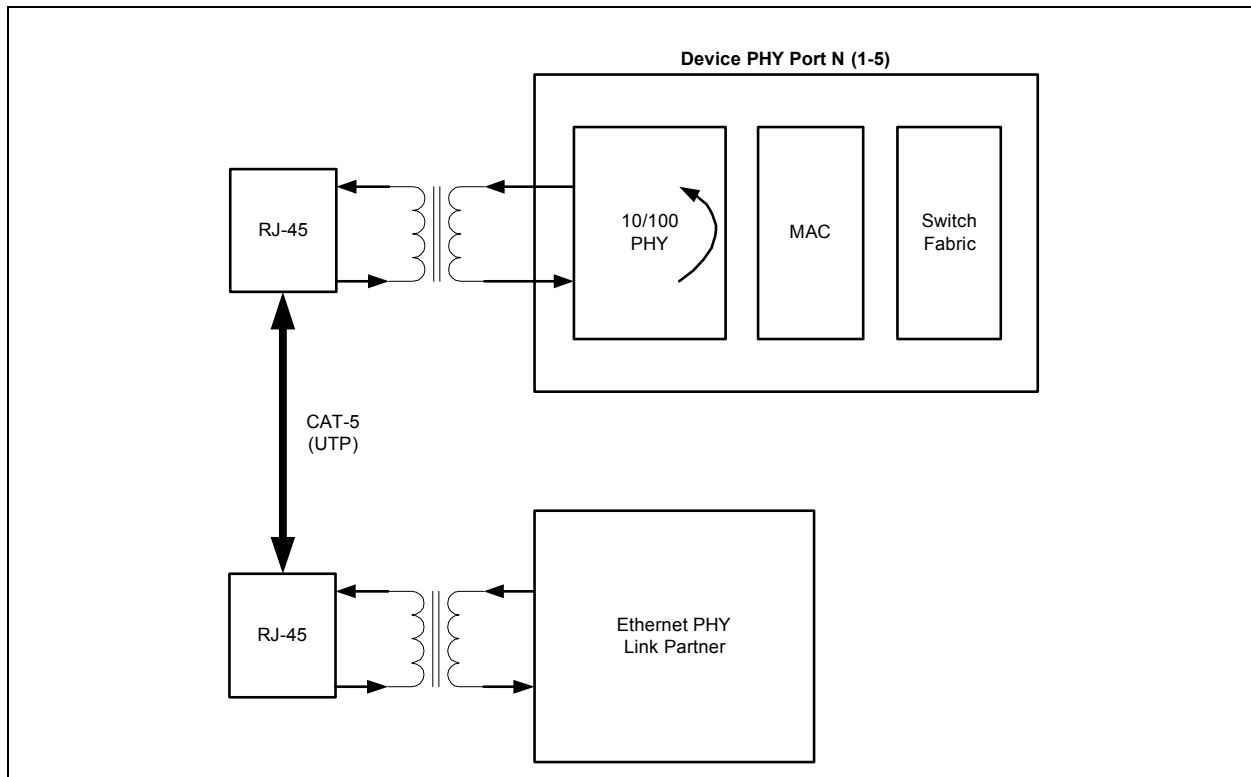 Device PHY Port N (1-5)
RJ-45
10/100
PHY
MAC
Switch
Fabric
CAT-5
(UTP)
RJ-45
Ethernet PHY
Link Partner